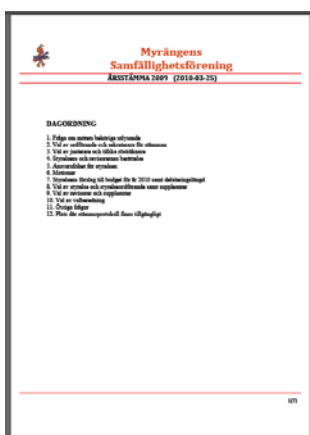 Myrängens
Samfällighetsförening
ÅRSSTÄMMA 2009 (2010-03-25)
DAGORDNING
1. Fråga om mötets behöriga utlysande
2. Val av ordförande och sekreterare för stämman
3. Val av justerare och tillika rösträknare
4. Styrelsens och revisorernas berättelse
5. Ansvarsfrihet för styrelsen
6. Motioner
7. Styrelsens förslag till budget för år 2010 samt debiteringslängd
8. Val av styrelse och styrelseordförande samt suppleanter
9. Val av revisorer och suppleanter
10. Val av valberedning
11. Övriga frågor
12. Plats där stämmoprotokoll finns tillgängligt